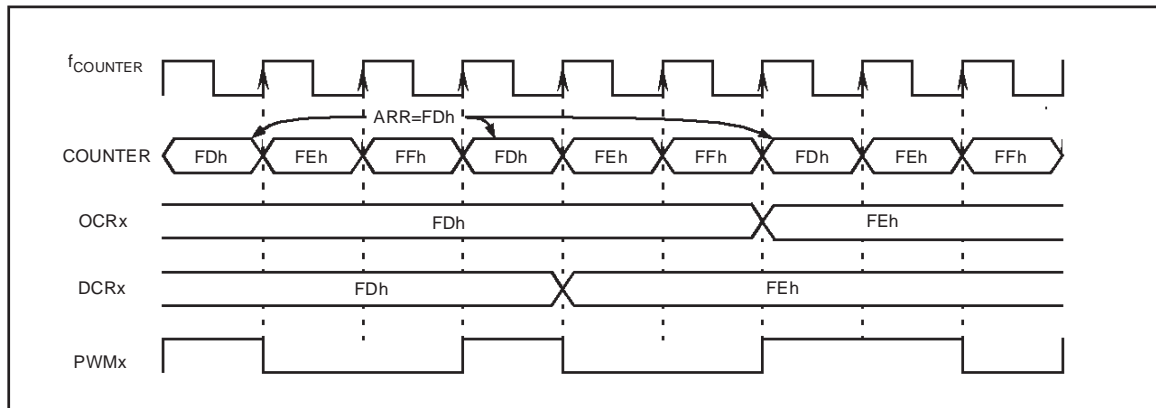 fCOUNTER
ARR=FDh
COUNTER FDh FEh FFh FDh FEh FFh FDh FEh FFh
OCRx FDh FEh
DCRx FDh FEh
PWMx